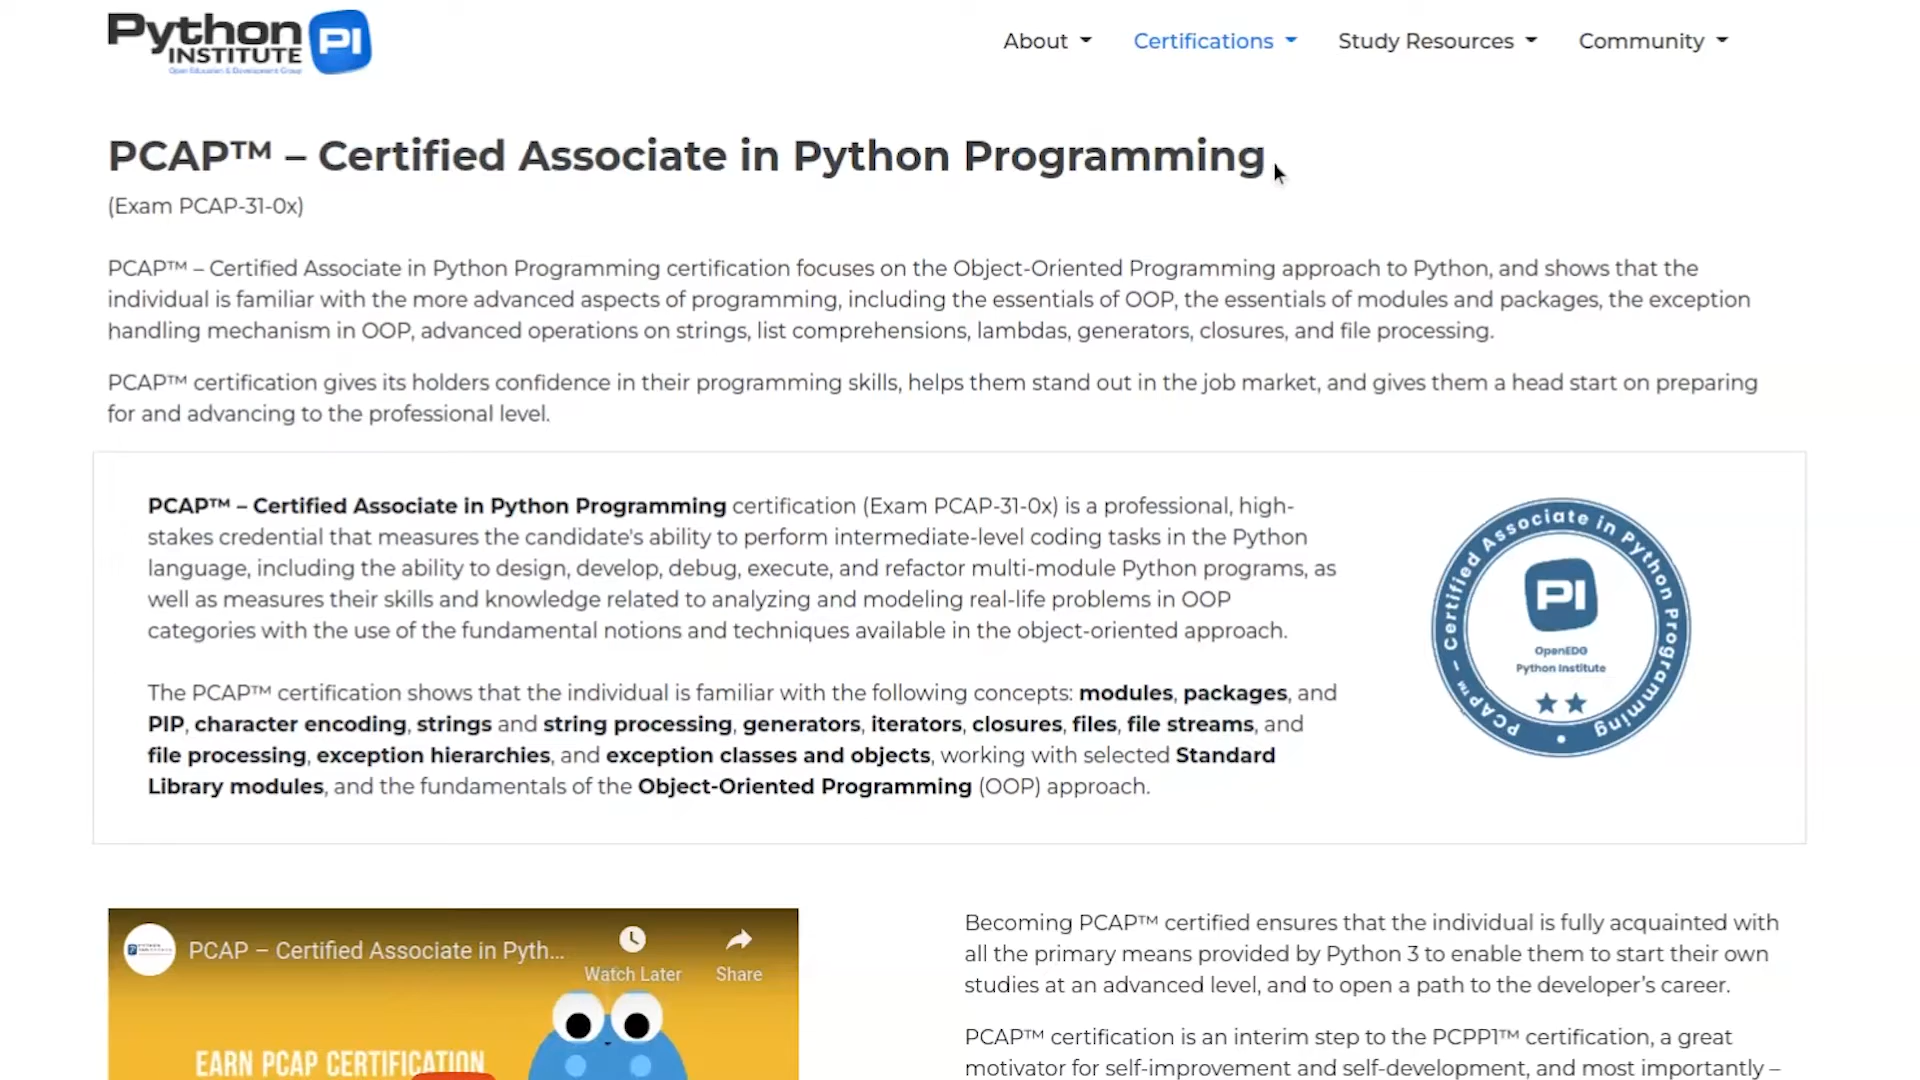 Python
INSTITUTE
Open Education & Development Group
PI
About
Certifications
Study Resources
Community
PCAP™ – Certified Associate in Python Programming
(Exam PCAP-31-0x)
PCAP™ – Certified Associate in Python Programming certification focuses on the Object-Oriented Programming approach to Python, and shows that the
individual is familiar with the more advanced aspects of programming, including the essentials of OOP, the essentials of modules and packages, the exception
handling mechanism in OOP, advanced operations on strings, list comprehensions, lambdas, generators, closures, and file processing.
PCAP™ certification gives its holders confidence in their programming skills, helps them stand out in the job market, and gives them a head start on preparing
for and advancing to the professional level.
PCAP™ – Certified Associate in Python Programming certification (Exam PCAP-31-0x) is a professional, high-
stakes credential that measures the candidate's ability to perform intermediate-level coding tasks in the Python
language, including the ability to design, develop, debug, execute, and refactor multi-module Python programs, as
well as measures their skills and knowledge related to analyzing and modeling real-life problems in OOP
categories with the use of the fundamental notions and techniques available in the object-oriented approach.
The PCAP™ certification shows that the individual is familiar with the following concepts: modules, packages, and
PIP, character encoding, strings and string processing, generators, iterators, closures, files, file streams, and
file processing, exception hierarchies, and exception classes and objects, working with selected Standard
Library modules, and the fundamentals of the Object-Oriented Programming (OOP) approach.
PCAP™ – Certified Associate in Python Programming
PI
OpenEDG
Python Institute
PCAP – Certified Associate in Pyth...
Watch Later
Share
EARN PCAP CERTIFICATION
Becoming PCAP™ certified ensures that the individual is fully acquainted with
all the primary means provided by Python 3 to enable them to start their own
studies at an advanced level, and to open a path to the developer’s career.
PCAP™ certification is an interim step to the PCPP1™ certification, a great
motivator for self-improvement and self-development, and most importantly –